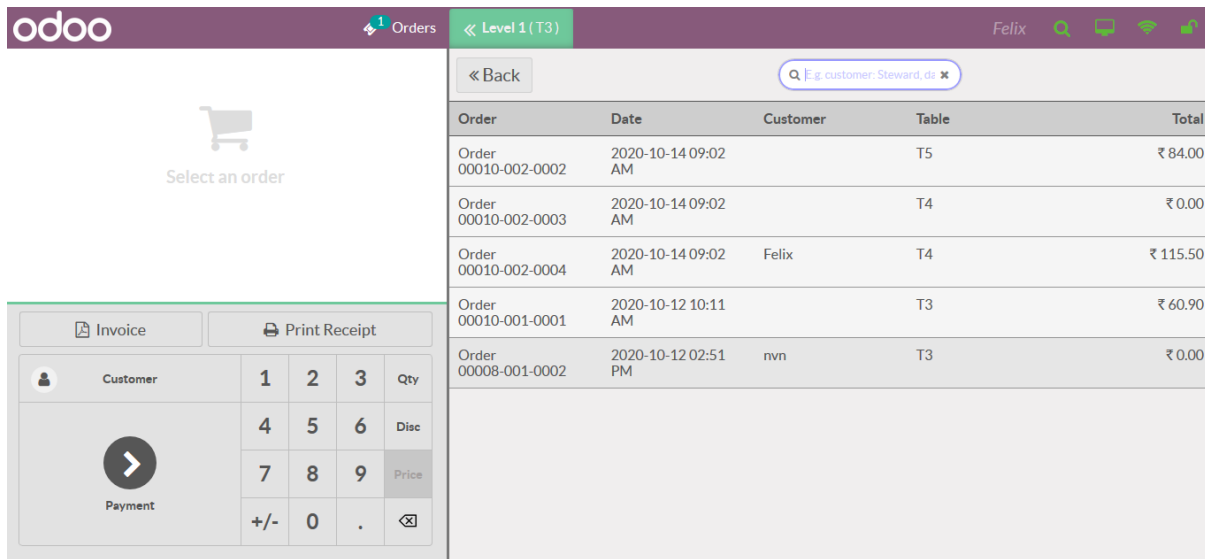 odoo
1 Orders
« Level 1 ( T3 )
Felix
« Back
E.g. customer: Steward, da
Order Date Customer Table Total
Order 00010-002-0002 2020-10-14 09:02 AM T5 ₹ 84.00
Order 00010-002-0003 2020-10-14 09:02 AM T4 ₹ 0.00
Order 00010-002-0004 2020-10-14 09:02 AM Felix T4 ₹ 115.50
Order 00010-001-0001 2020-10-12 10:11 AM T3 ₹ 60.90
Order 00008-001-0002 2020-10-12 02:51 PM nvn T3 ₹ 0.00
Select an order
Invoice Print Receipt
Customer 1 2 3 Qty
4 5 6 Disc
7 8 9 Price
Payment
+/- 0 .